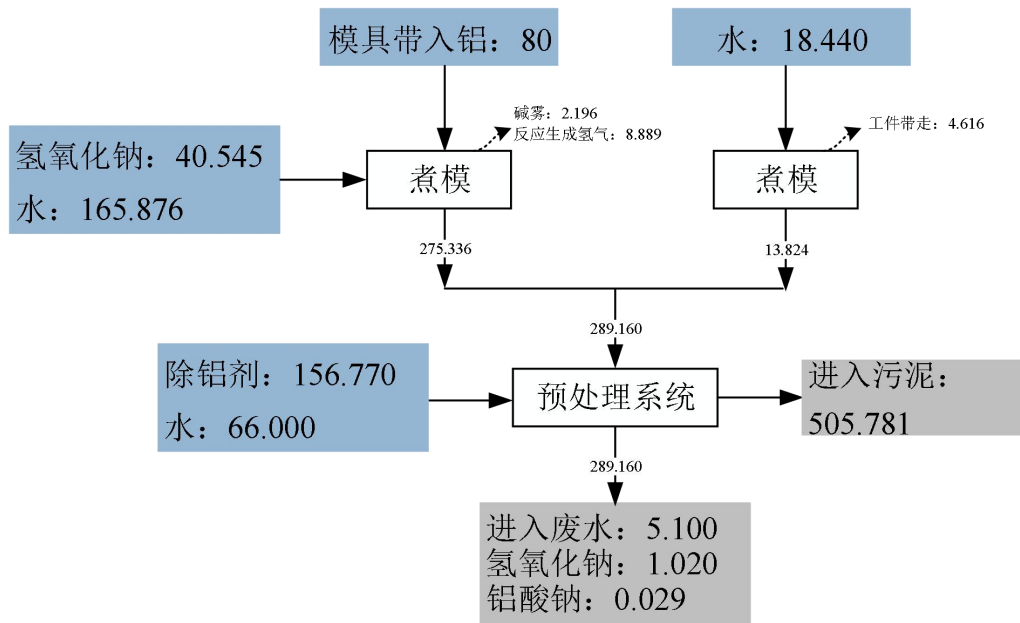 模具带入铝：80
水：18.440
碱雾：2.196
反应生成氢气：8.889
工件带走：4.616
氢氧化钠：40.545
水：165.876
煮模
煮模
275.336
13.824
289.160
除铝剂：156.770
水：66.000
预处理系统
进入污泥：
505.781
289.160
进入废水：5.100
氢氧化钠：1.020
铝酸钠：0.029